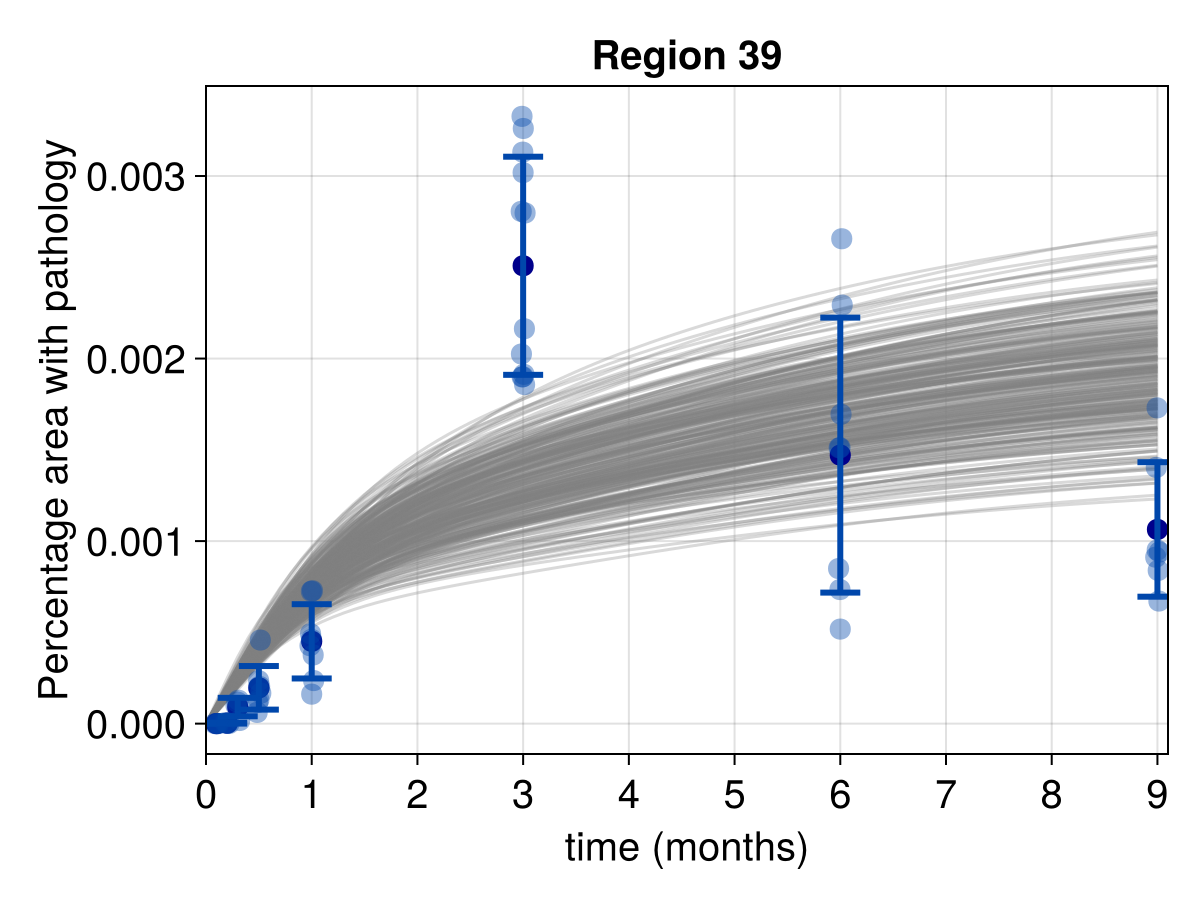 Region 39
Percentage area with pathology
0.003
0.002
0.001
0.000
0 1 2 3 4 5 6 7 8 9
time (months)